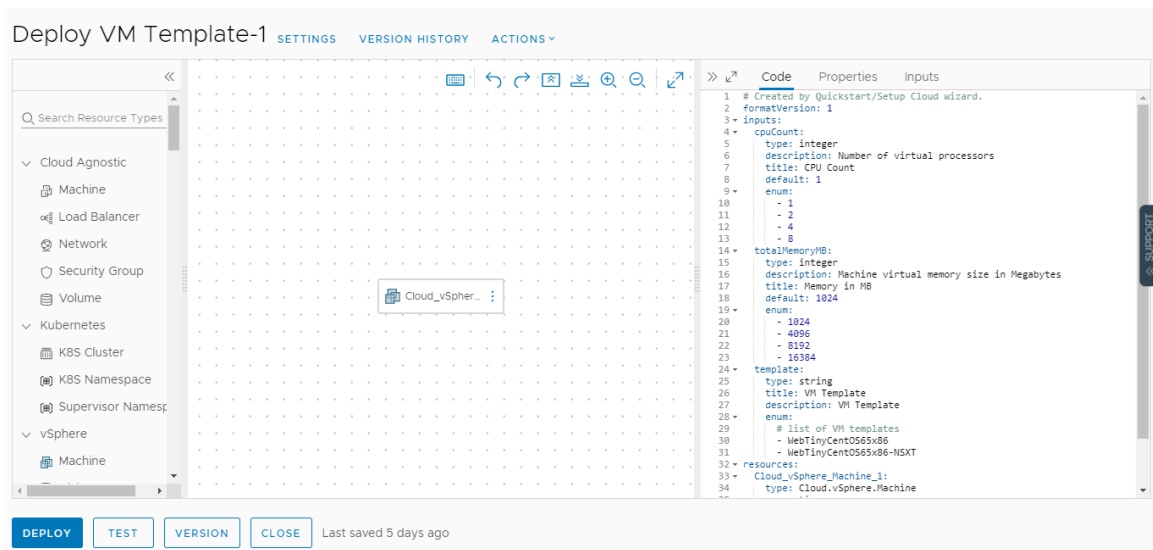 Deploy VM Template-1 SETTINGS VERSION HISTORY ACTIONS
Search Resource Types
Cloud Agnostic
Machine
Load Balancer
Network
Security Group
Volume
Kubernetes
K8S Cluster
K8S Namespace
Supervisor Namesp
vSphere
Machine
Cloud_vSpher...
Code Properties Inputs
1 # Created by Quickstart/Setup Cloud wizard.
2 formatVersion: 1
3 inputs:
4 cpuCount:
5 type: integer
6 description: Number of virtual processors
7 title: CPU Count
8 default: 1
9 enum:
10 - 1
11 - 2
12 - 4
13 - 8
14 totalMemoryMB:
15 type: integer
16 description: Machine virtual memory size in Megabytes
17 title: Memory in MB
18 default: 1024
19 enum:
20 - 1024
21 - 4096
22 - 8192
23 - 16384
24 template:
25 type: string
26 title: VM Template
27 description: VM Template
28 enum:
29 # list of VM templates
30 - WebTinyCentOS65x86
31 - WebTinyCentOS65x86-NSXT
32 resources:
33 Cloud_vSphere_Machine_1:
34 type: Cloud.vSphere.Machine
SUPPORT
DEPLOY TEST VERSION CLOSE Last saved 5 days ago